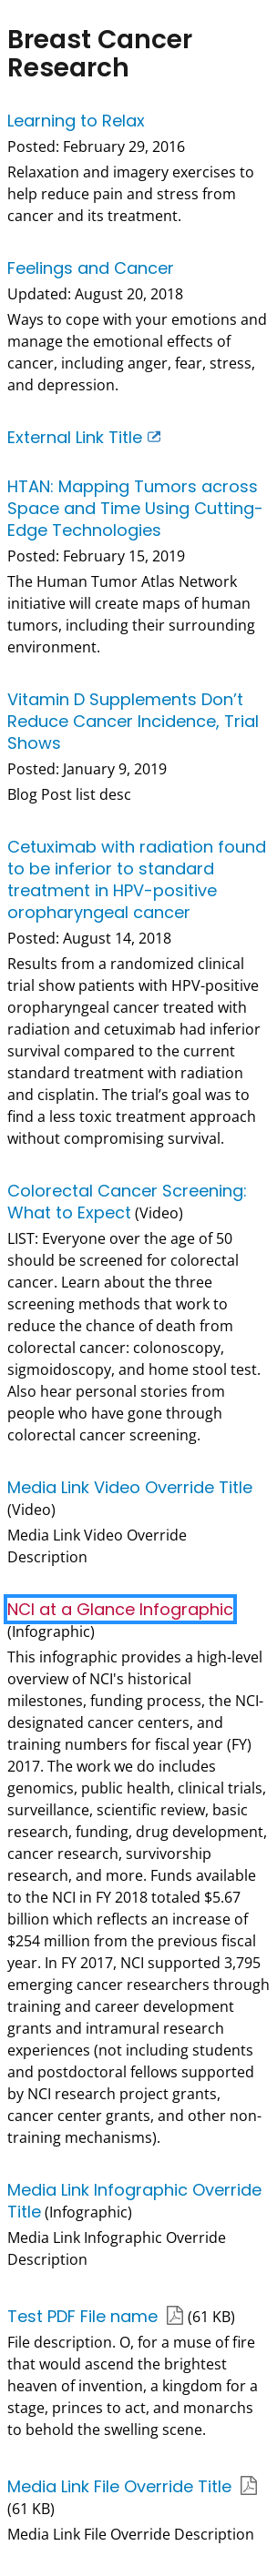 Breast Cancer
Research
Learning to Relax
Posted: February 29, 2016
Relaxation and imagery exercises to
help reduce pain and stress from
cancer and its treatment.
Feelings and Cancer
Updated: August 20, 2018
Ways to cope with your emotions and
manage the emotional effects of
cancer, including anger, fear, stress,
and depression.
External Link Title
HTAN: Mapping Tumors across
Space and Time Using Cutting-
Edge Technologies
Posted: February 15, 2019
The Human Tumor Atlas Network
initiative will create maps of human
tumors, including their surrounding
environment.
Vitamin D Supplements Don’t
Reduce Cancer Incidence, Trial
Shows
Posted: January 9, 2019
Blog Post list desc
Cetuximab with radiation found
to be inferior to standard
treatment in HPV-positive
oropharyngeal cancer
Posted: August 14, 2018
Results from a randomized clinical
trial show patients with HPV-positive
oropharyngeal cancer treated with
radiation and cetuximab had inferior
survival compared to the current
standard treatment with radiation
and cisplatin. The trial’s goal was to
find a less toxic treatment approach
without compromising survival.
Colorectal Cancer Screening:
What to Expect (Video)
LIST: Everyone over the age of 50
should be screened for colorectal
cancer. Learn about the three
screening methods that work to
reduce the chance of death from
colorectal cancer: colonoscopy,
sigmoidoscopy, and home stool test.
Also hear personal stories from
people who have gone through
colorectal cancer screening.
Media Link Video Override Title
(Video)
Media Link Video Override
Description
NCI at a Glance Infographic
(Infographic)
This infographic provides a high-level
overview of NCI's historical
milestones, funding process, the NCI-
designated cancer centers, and
training numbers for fiscal year (FY)
2017. The work we do includes
genomics, public health, clinical trials,
surveillance, scientific review, basic
research, funding, drug development,
cancer research, survivorship
research, and more. Funds available
to the NCI in FY 2018 totaled $5.67
billion which reflects an increase of
$254 million from the previous fiscal
year. In FY 2017, NCI supported 3,795
emerging cancer researchers through
training and career development
grants and intramural research
experiences (not including students
and postdoctoral fellows supported
by NCI research project grants,
cancer center grants, and other non-
training mechanisms).
Media Link Infographic Override
Title (Infographic)
Media Link Infographic Override
Description
Test PDF File name (61 KB)
File description. O, for a muse of fire
that would ascend the brightest
heaven of invention, a kingdom for a
stage, princes to act, and monarchs
to behold the swelling scene.
Media Link File Override Title
(61 KB)
Media Link File Override Description